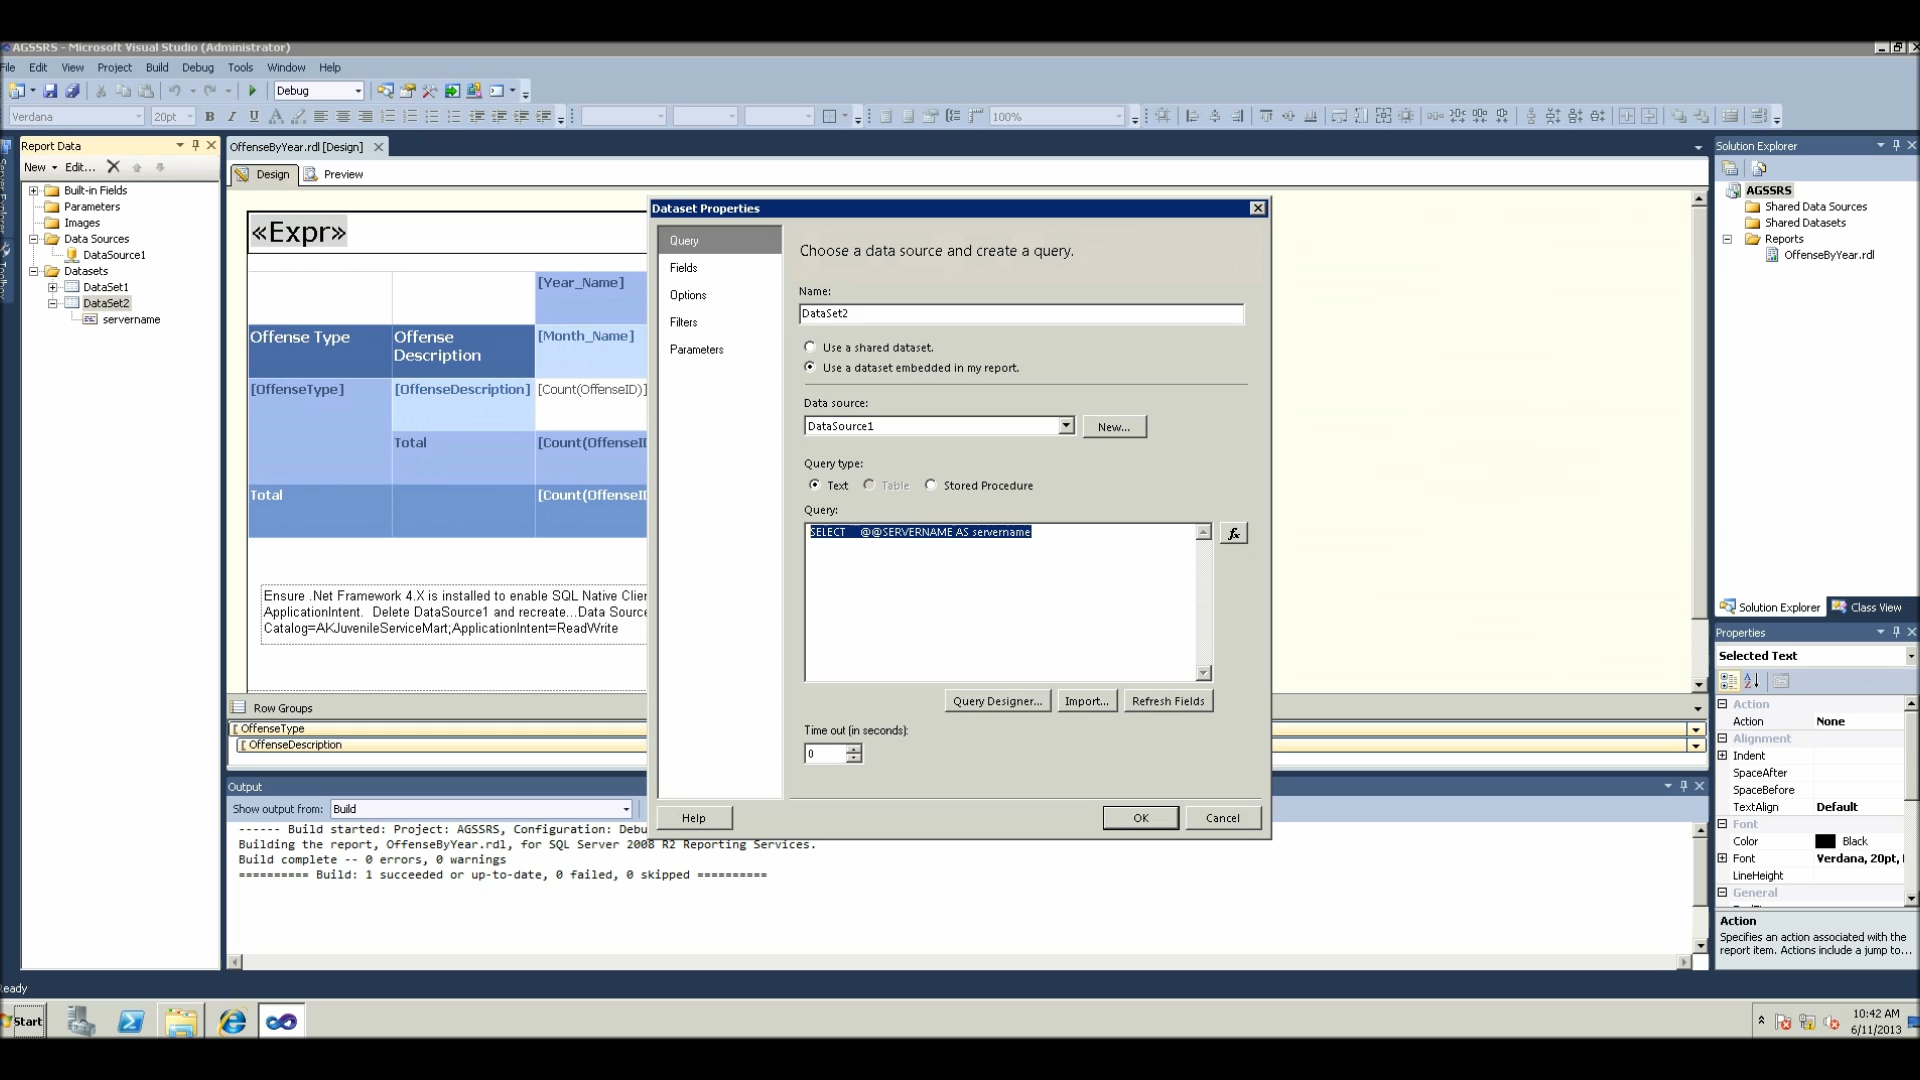 AGSSRS - Microsoft Visual Studio (Administrator)
File Edit View Project Build Debug Tools Window Help
Debug
Verdana 20pt B I U A 100%
Report Data
New Edit...
Built-in Fields
Parameters
Images
Data Sources
DataSource1
Datasets
DataSet1
DataSet2
servername
OffenseByYear.rdl [Design]
Design Preview
«Expr»
[Year_Name]
Offense Type Offense Description [Month_Name]
[OffenseType] [OffenseDescription] [Count(OffenseID)]
Total [Count(OffenseID
Total [Count(OffenseID
Ensure .Net Framework 4.X is installed to enable SQL Native Clien
ApplicationIntent. Delete DataSource1 and recreate...Data Source
Catalog=AKJuvenileServiceMart;ApplicationIntent=ReadWrite
Row Groups
OffenseType
OffenseDescription
Dataset Properties
Query
Fields
Options
Filters
Parameters
Choose a data source and create a query.
Name:
DataSet2
Use a shared dataset.
Use a dataset embedded in my report.
Data source:
DataSource1 New...
Query type:
Text Table Stored Procedure
Query:
SELECT @@SERVERNAME AS servername
fx
Query Designer... Import... Refresh Fields
Time out (in seconds):
0
Help OK Cancel
Output
Show output from: Build
------ Build started: Project: AGSSRS, Configuration: Debu
Building the report, OffenseByYear.rdl, for SQL Server 2008 R2 Reporting Services.
Build complete -- 0 errors, 0 warnings
========== Build: 1 succeeded or up-to-date, 0 failed, 0 skipped ==========
Solution Explorer
AGSSRS
Shared Data Sources
Shared Datasets
Reports
OffenseByYear.rdl
Solution Explorer Class View
Properties
Selected Text
Action
Action None
Alignment
Indent
SpaceAfter
SpaceBefore
TextAlign Default
Font
Color Black
Font Verdana, 20pt,
LineHeight
General
Action
Specifies an action associated with the
report item. Actions include a jump to...
Ready
Start
10:42 AM
6/11/2013